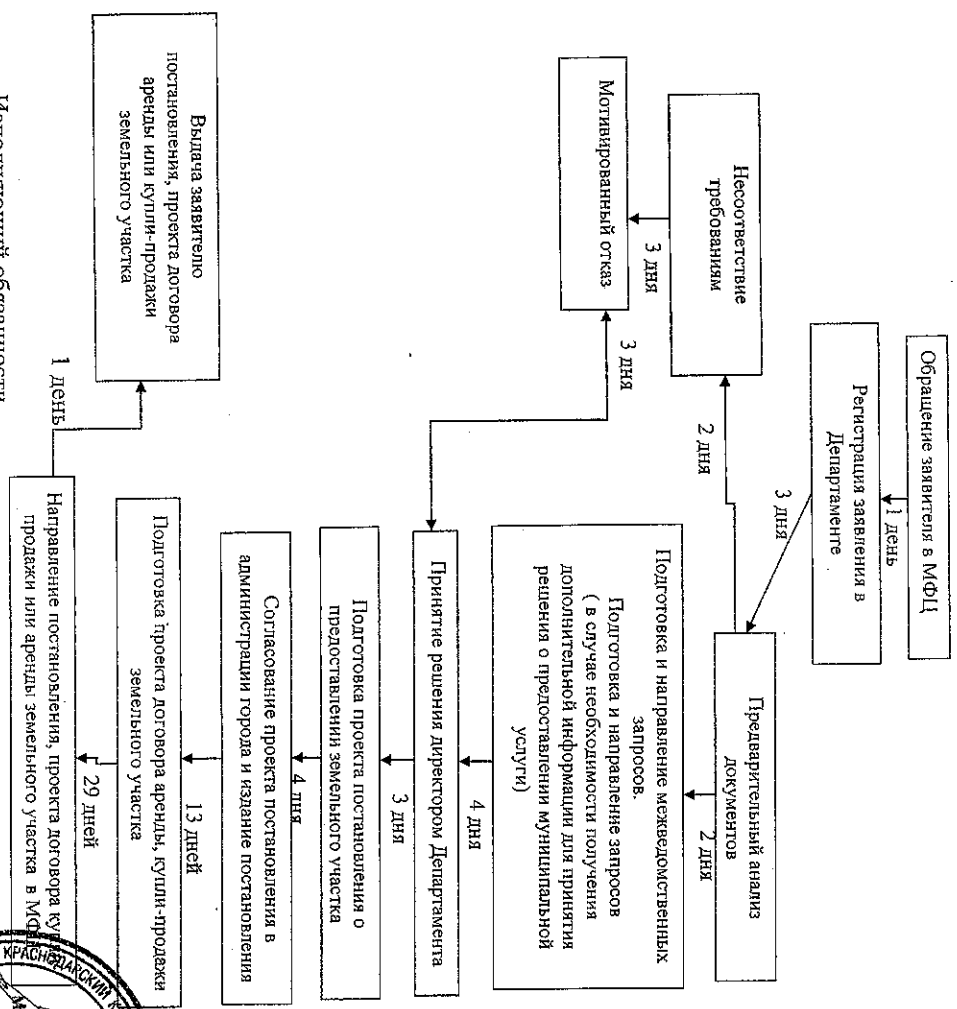 Обращение заявителя в МФЦ
1 день
Регистрация заявления в
Департаменте
3 дня
Предварительный анализ
документов
2 дня
2 дня
Несоответствие
требованиям
3 дня
Мотивированный отказ
3 дня
Подготовка и направление межведомственных
запросов.
Подготовка и направление запросов
( в случае необходимости получения
дополнительной информации для принятия
решения о предоставлении муниципальной
услуги)
4 дня
Принятие решения директором Департамента
3 дня
Подготовка проекта постановления о
предоставлении земельного участка
4 дня
Согласование проекта постановления в
администрации города и издание постановления
13 дней
Подготовка проекта договора аренды, купли-продажи
земельного участка
29 дней
Направление постановления, проекта договора
продажи или аренды земельного участка в
1 день
Выдача заявителю
постановления, проекта договора
аренды или купли-продажи
земельного участка
обязанности
КРАСНОДАРСКИЙ